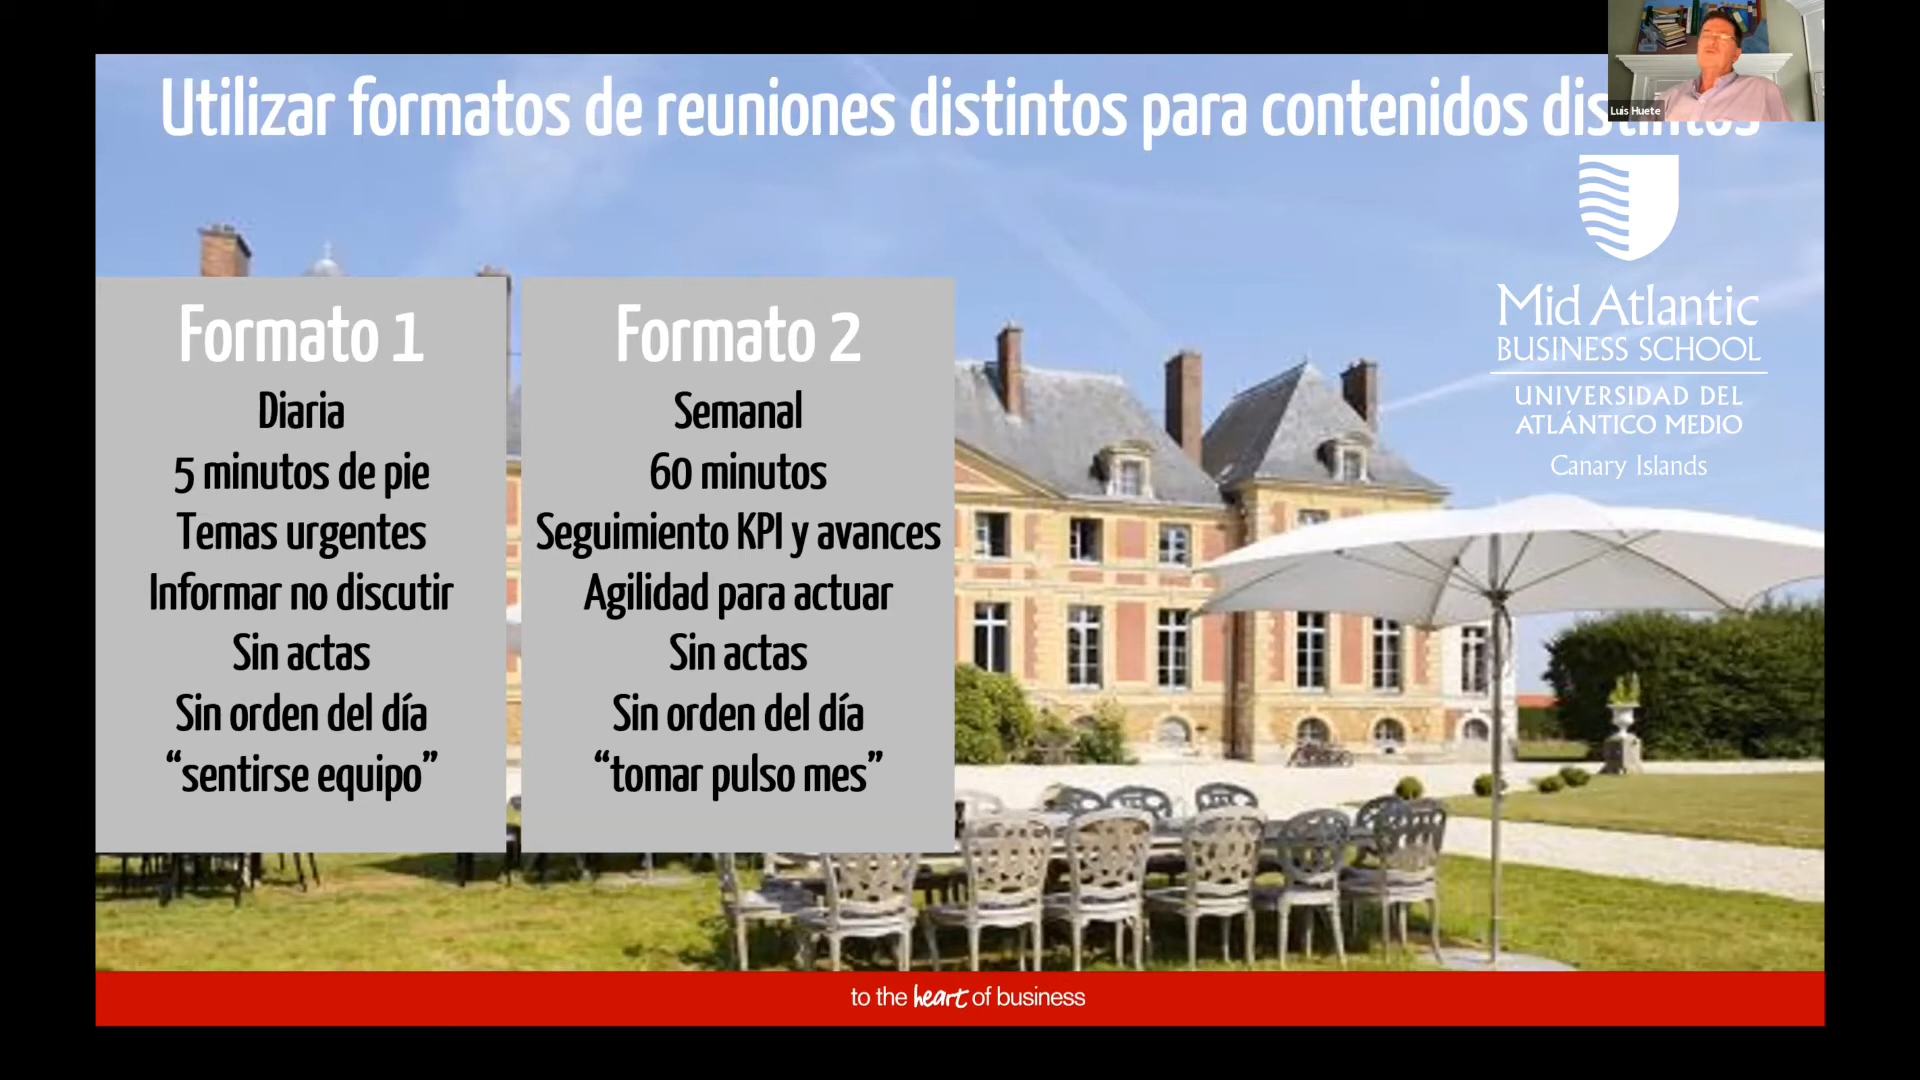 Utilizar formatos de reuniones distintos para contenidos distintos
Luis Huete
Mid Atlantic
BUSINESS SCHOOL
UNIVERSIDAD DEL
ATLÁNTICO MEDIO
Canary Islands
Formato 1
Diaria
5 minutos de pie
Temas urgentes
Informar no discutir
Sin actas
Sin orden del día
“sentirse equipo”
Formato 2
Semanal
60 minutos
Seguimiento KPI y avances
Agilidad para actuar
Sin actas
Sin orden del día
“tomar pulso mes”
to the heart of business